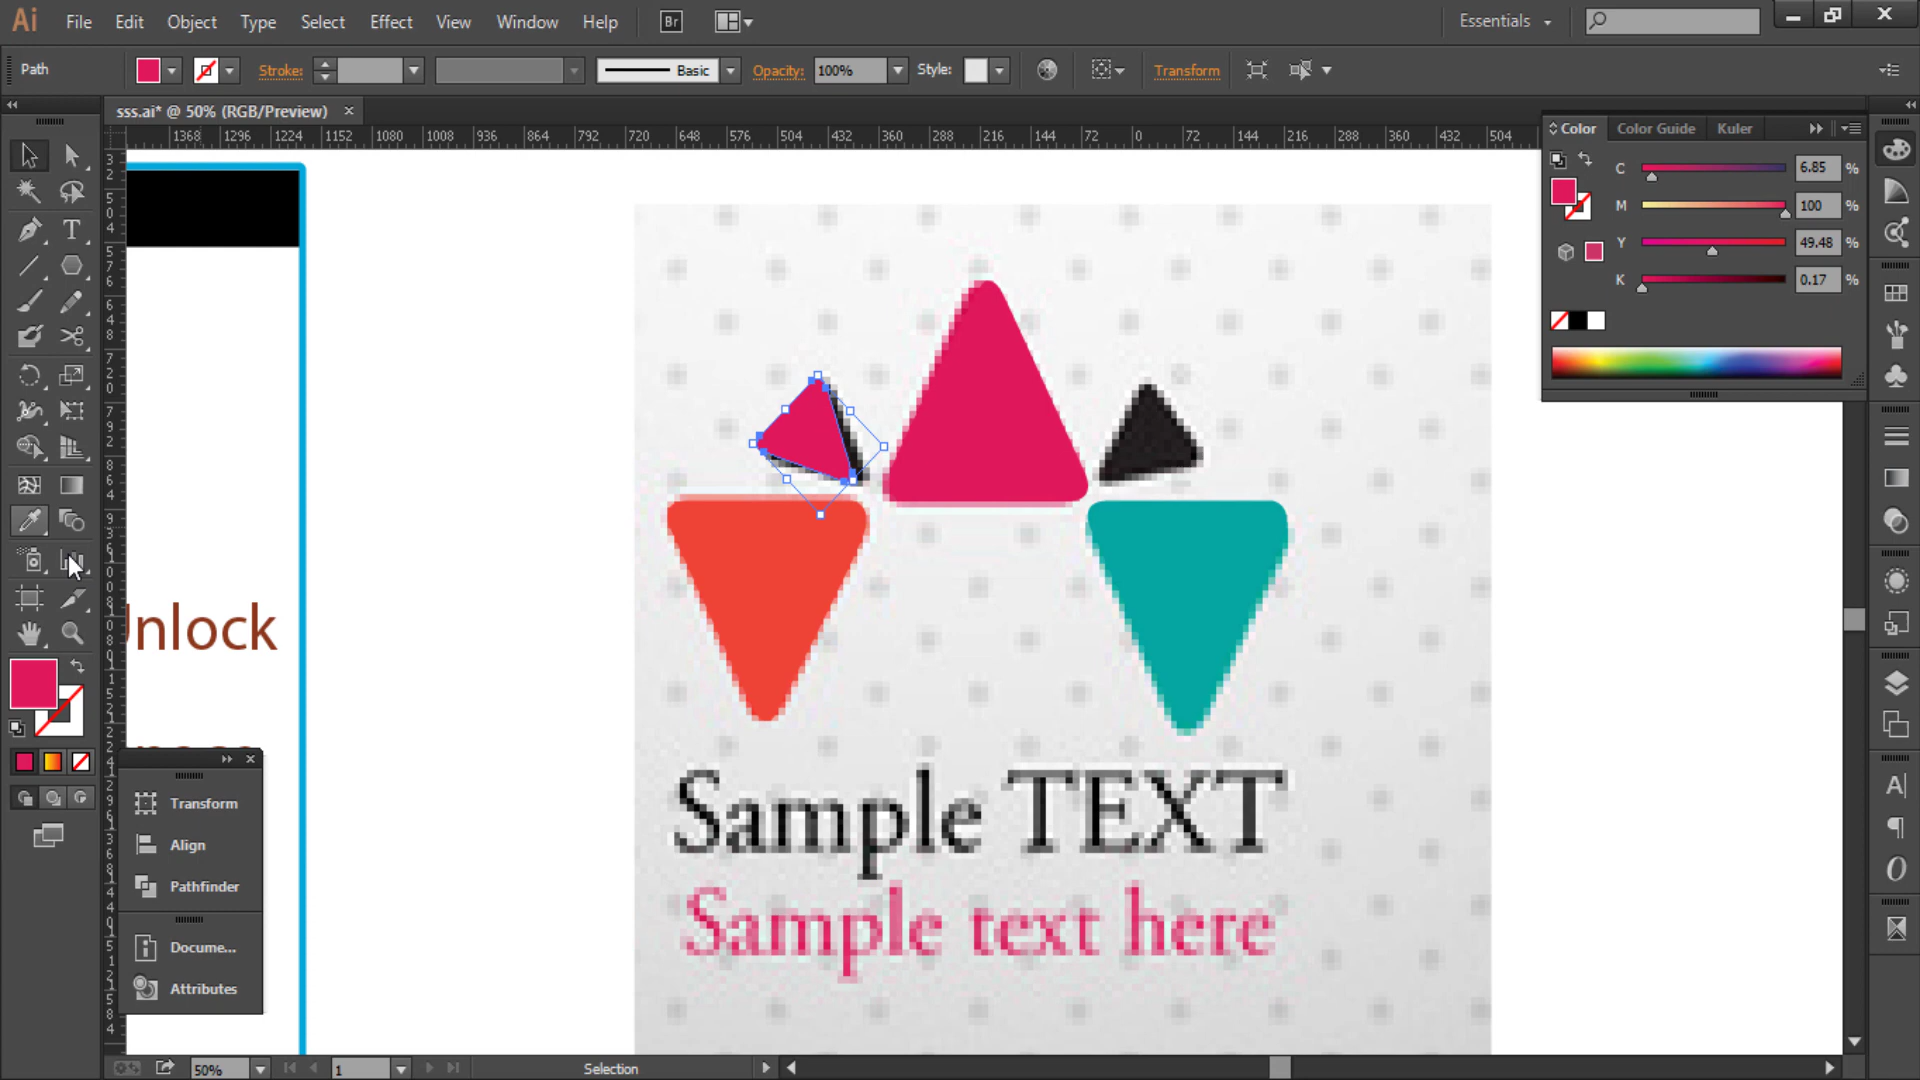 Ai File Edit Object Type Select Effect View Window Help Br Essentials
Path Stroke: Basic Opacity: 100% Style: Transform
sss.ai* @ 50% (RGB/Preview)
1368 1296 1224 1152 1080 1008 936 864 792 720 648 576 504 432 360 288 216 144 72 0 72 144 216 288 360 432 504
Color Color Guide Kuler
C 6.85 %
M 100 %
Y 49.48 %
K 0.17 %
Unlock
Transform
Align
Pathfinder
Docume...
Attributes
Sample TEXT
Sample text here
50% 1 Selection